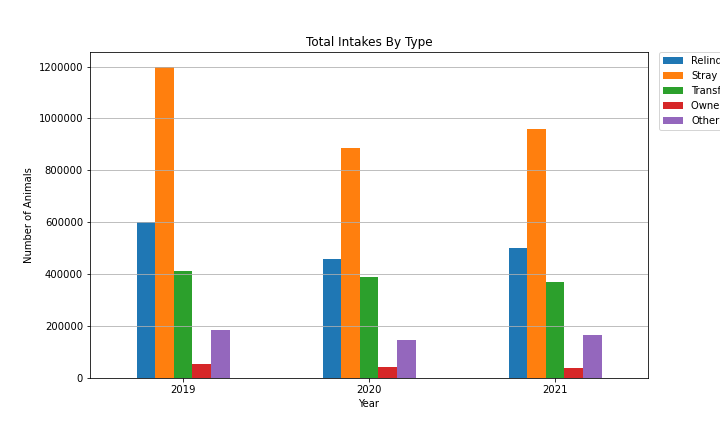 Total Intakes By Type
1200000
1000000
800000
600000
400000
200000
0
Number of Animals
2019
2020
2021
Year
Stray
Owne
Other